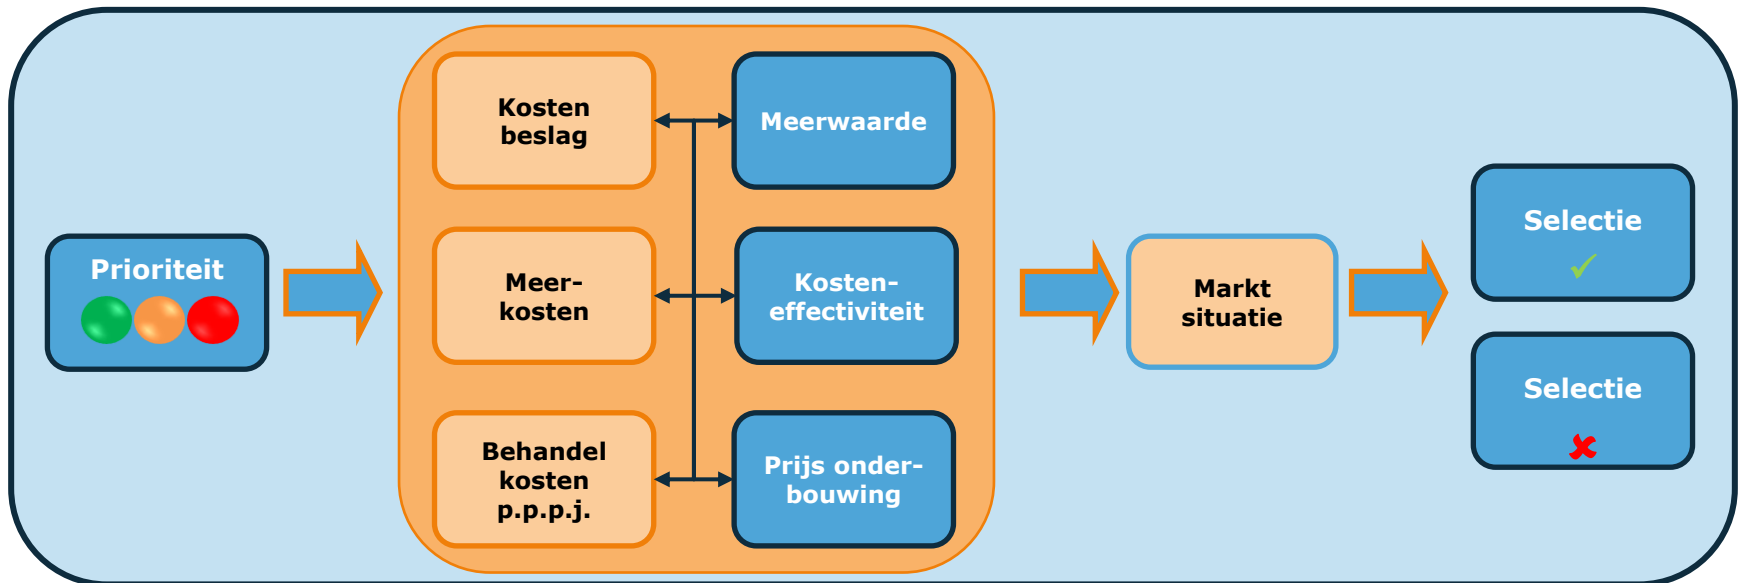 Prioriteit
Kosten
beslag
Meerwaarde
Meer-
kosten
Kosten-
effectiviteit
Behandel
kosten
p.p.p.j.
Prijs onder-
bouwing
Markt
situatie
Selectie
✓
Selectie
✘